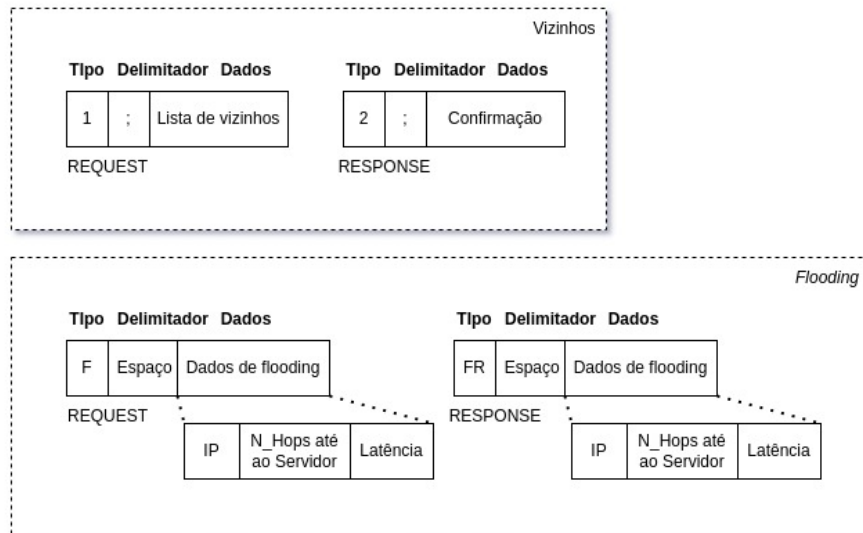 Vizinhos
TIpo Delimitador Dados
1 ; Lista de vizinhos
REQUEST
TIpo Delimitador Dados
2 ; Confirmação
RESPONSE
Flooding
TIpo Delimitador Dados
F Espaço Dados de flooding
REQUEST
IP N_Hops até
ao Servidor Latência
TIpo Delimitador Dados
FR Espaço Dados de flooding
RESPONSE
IP N_Hops até
ao Servidor Latência